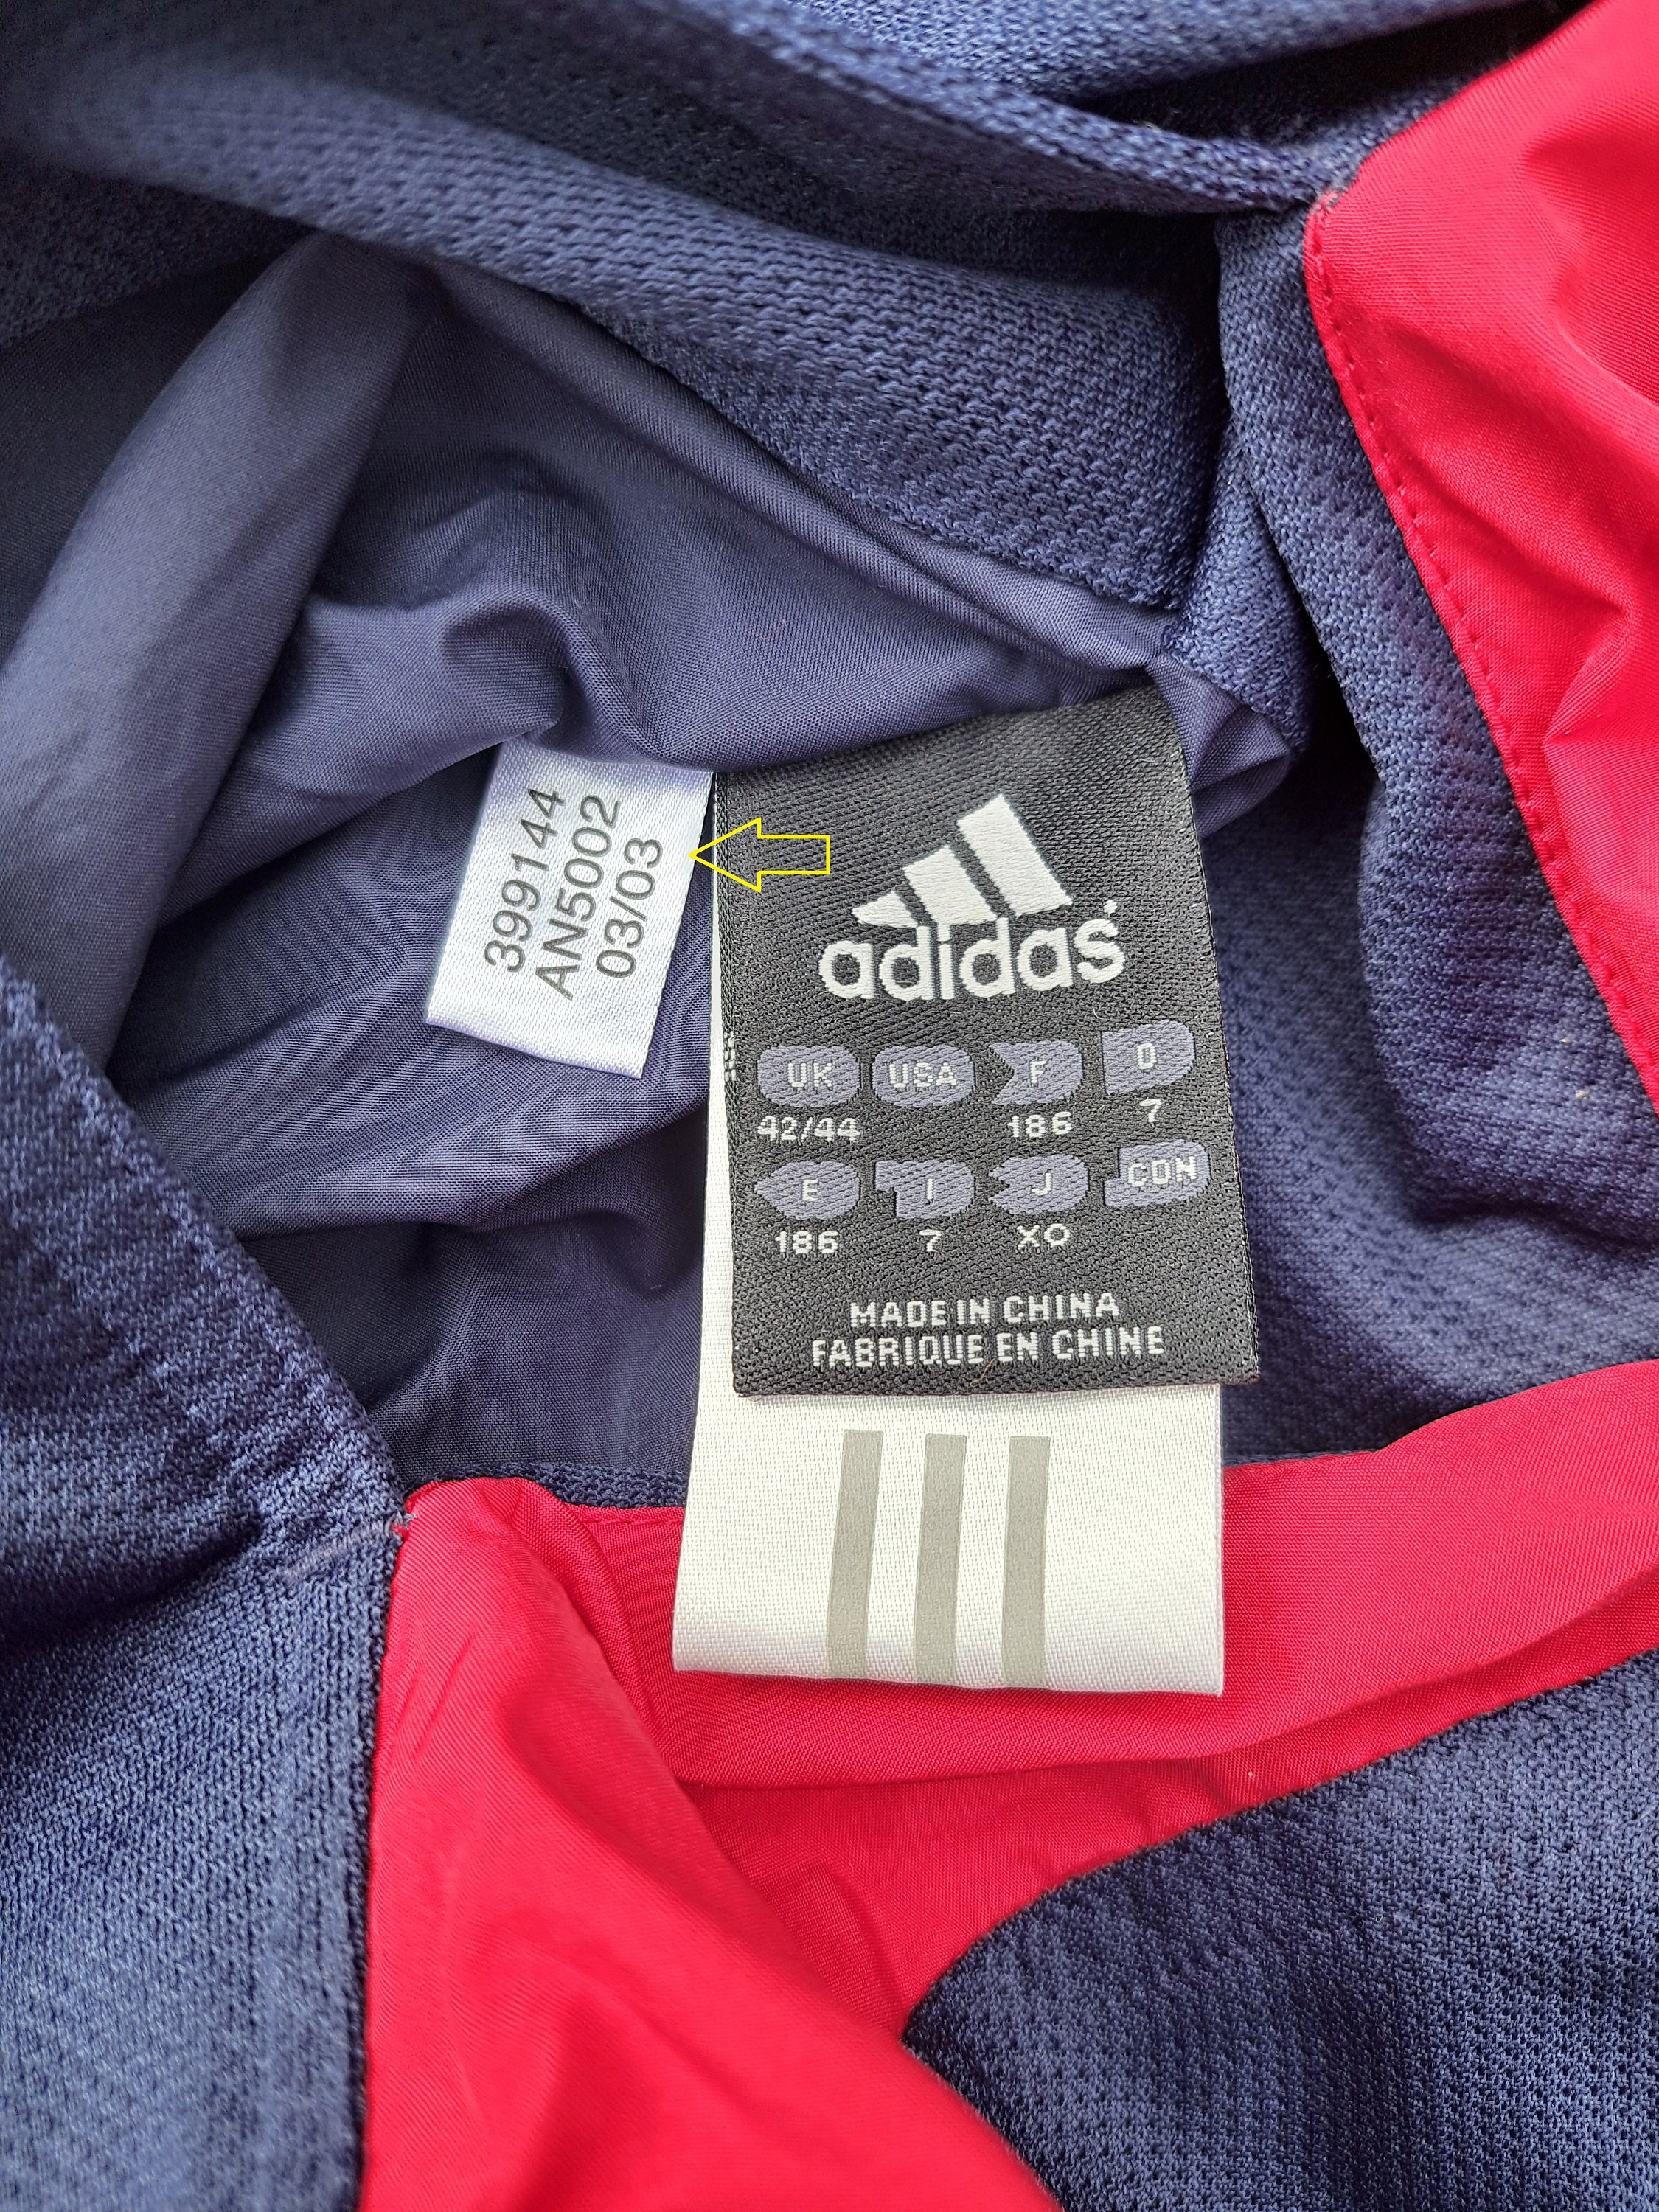 399144
AN5002
03/03
adidas
UK USA F D
42/44 186 7
E I J CDN
186 7 XO
MADE IN CHINA
FABRIQUE EN CHINE